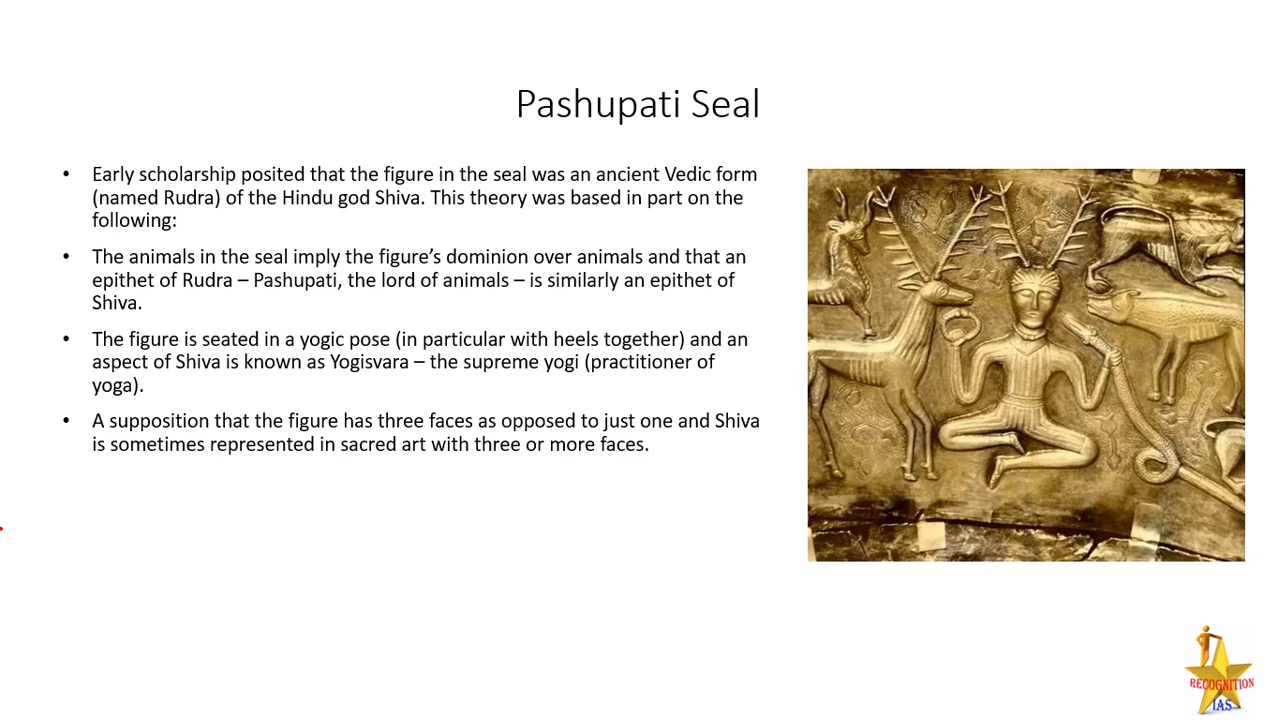 Pashupati Seal
• Early scholarship posited that the figure in the seal was an ancient Vedic form
(named Rudra) of the Hindu god Shiva. This theory was based in part on the
following:
• The animals in the seal imply the figure’s dominion over animals and that an
epithet of Rudra – Pashupati, the lord of animals – is similarly an epithet of
Shiva.
• The figure is seated in a yogic pose (in particular with heels together) and an
aspect of Shiva is known as Yogisvara – the supreme yogi (practitioner of
yoga).
• A supposition that the figure has three faces as opposed to just one and Shiva
is sometimes represented in sacred art with three or more faces.
RECOGNITION
IAS